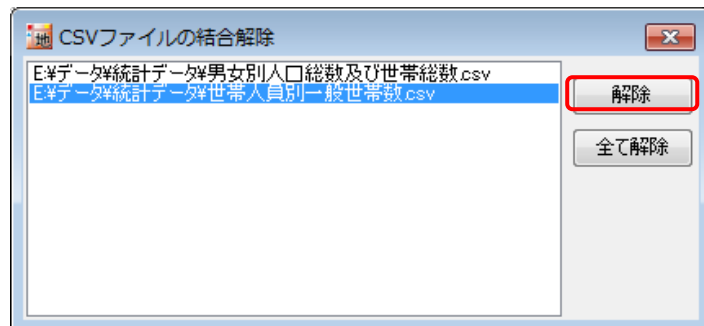 地 CSVファイルの結合解除
E:¥データ¥統計データ¥男女別人口総数及び世帯総数.csv
E:¥データ¥統計データ¥世帯人員別一般世帯数.csv
解除
全て解除